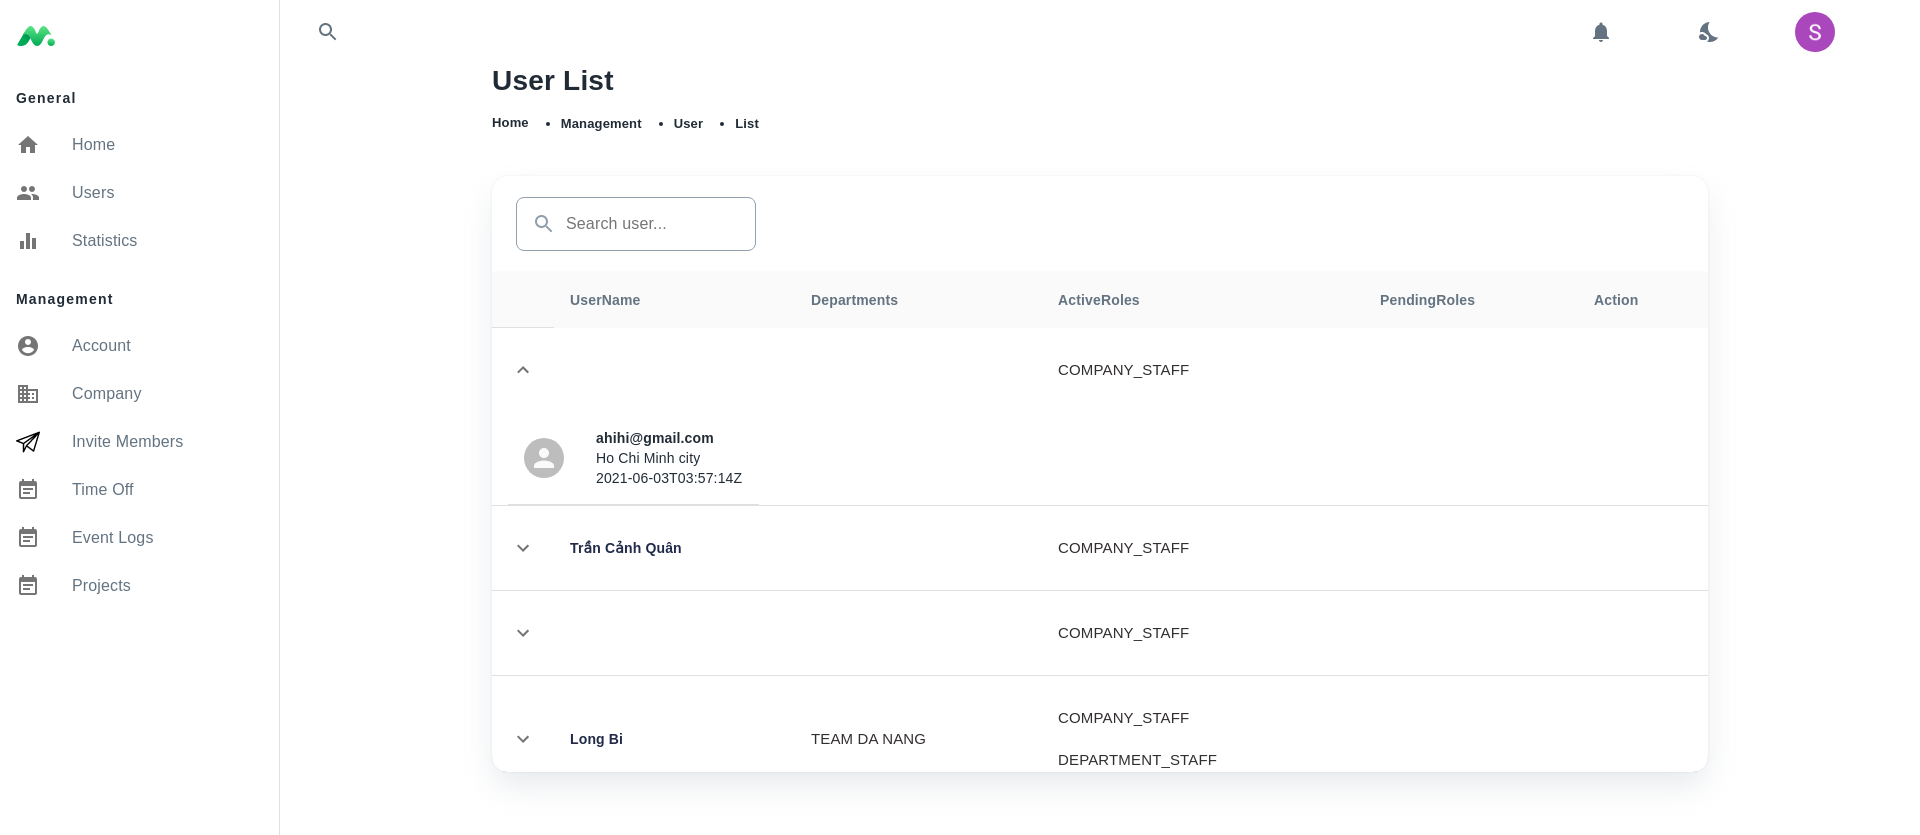 S
General
Home
Users
Statistics
Management
Account
Company
Invite Members
Time Off
Event Logs
Projects
User List
Home • Management • User • List
Search user...
UserName Departments ActiveRoles PendingRoles Action
COMPANY_STAFF
ahihi@gmail.com
Ho Chi Minh city
2021-06-03T03:57:14Z
Trần Cảnh Quân COMPANY_STAFF
COMPANY_STAFF
COMPANY_STAFF
Long Bi TEAM DA NANG
DEPARTMENT_STAFF